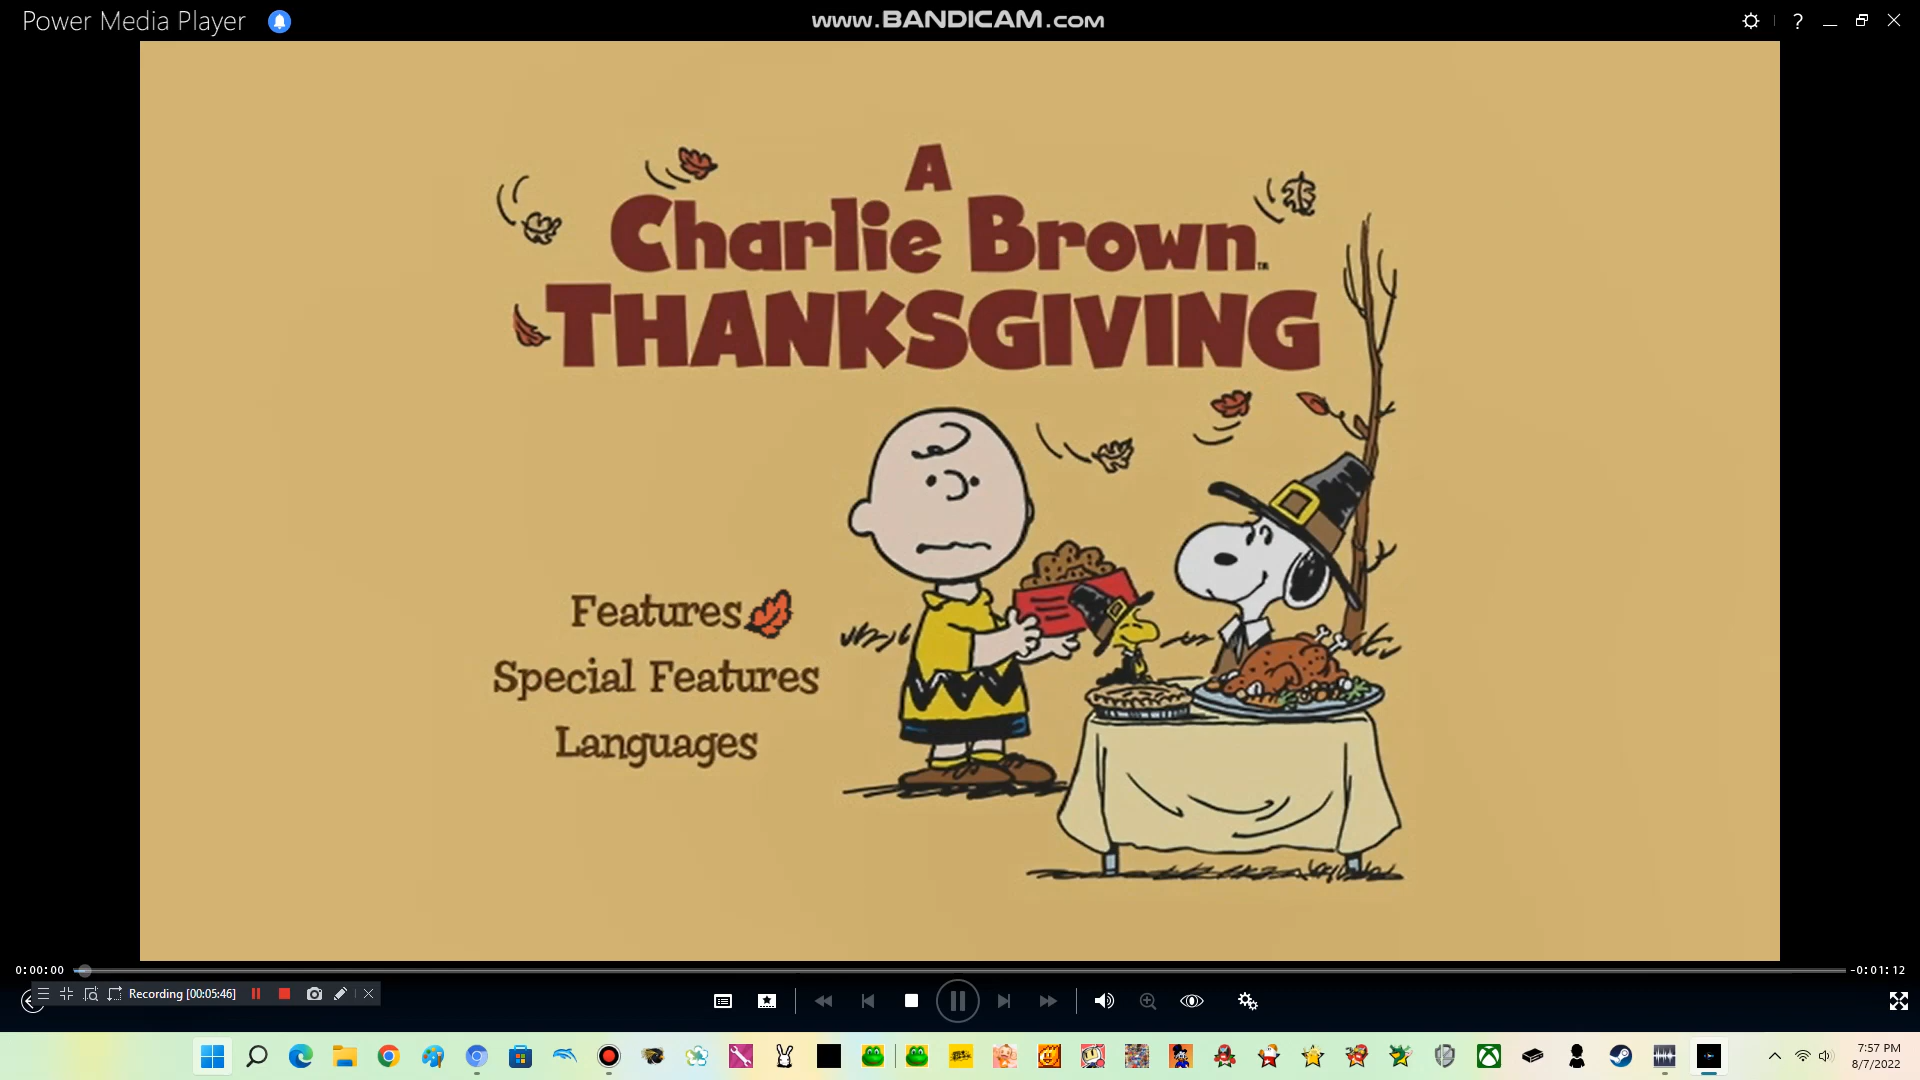 Power Media Player
www.BANDICAM.com
?
A
Charlie Brown™
THANKSGIVING
Features
Special Features
Languages
0:00:00
-0:01:12
Recording [00:05:46]
7:57 PM
8/7/2022